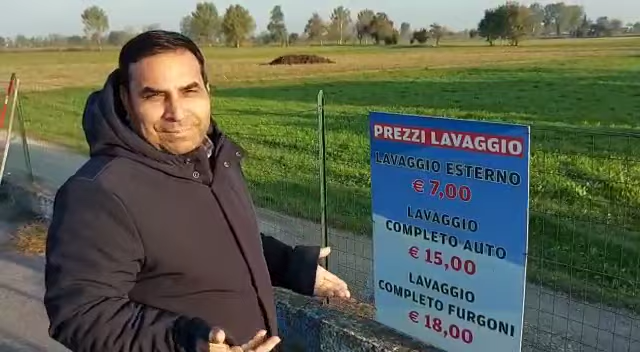 PREZZI LAVAGGIO
LAVAGGIO ESTERNO
€ 7,00
LAVAGGIO
COMPLETO AUTO
€ 15,00
LAVAGGIO
COMPLETO FURGONI
€ 18,00